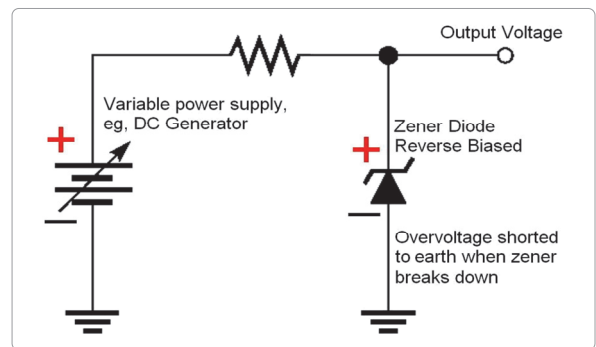 Output Voltage
Variable power supply,
eg, DC Generator
+
+
Zener Diode
Reverse Biased
Overvoltage shorted
to earth when zener
breaks down